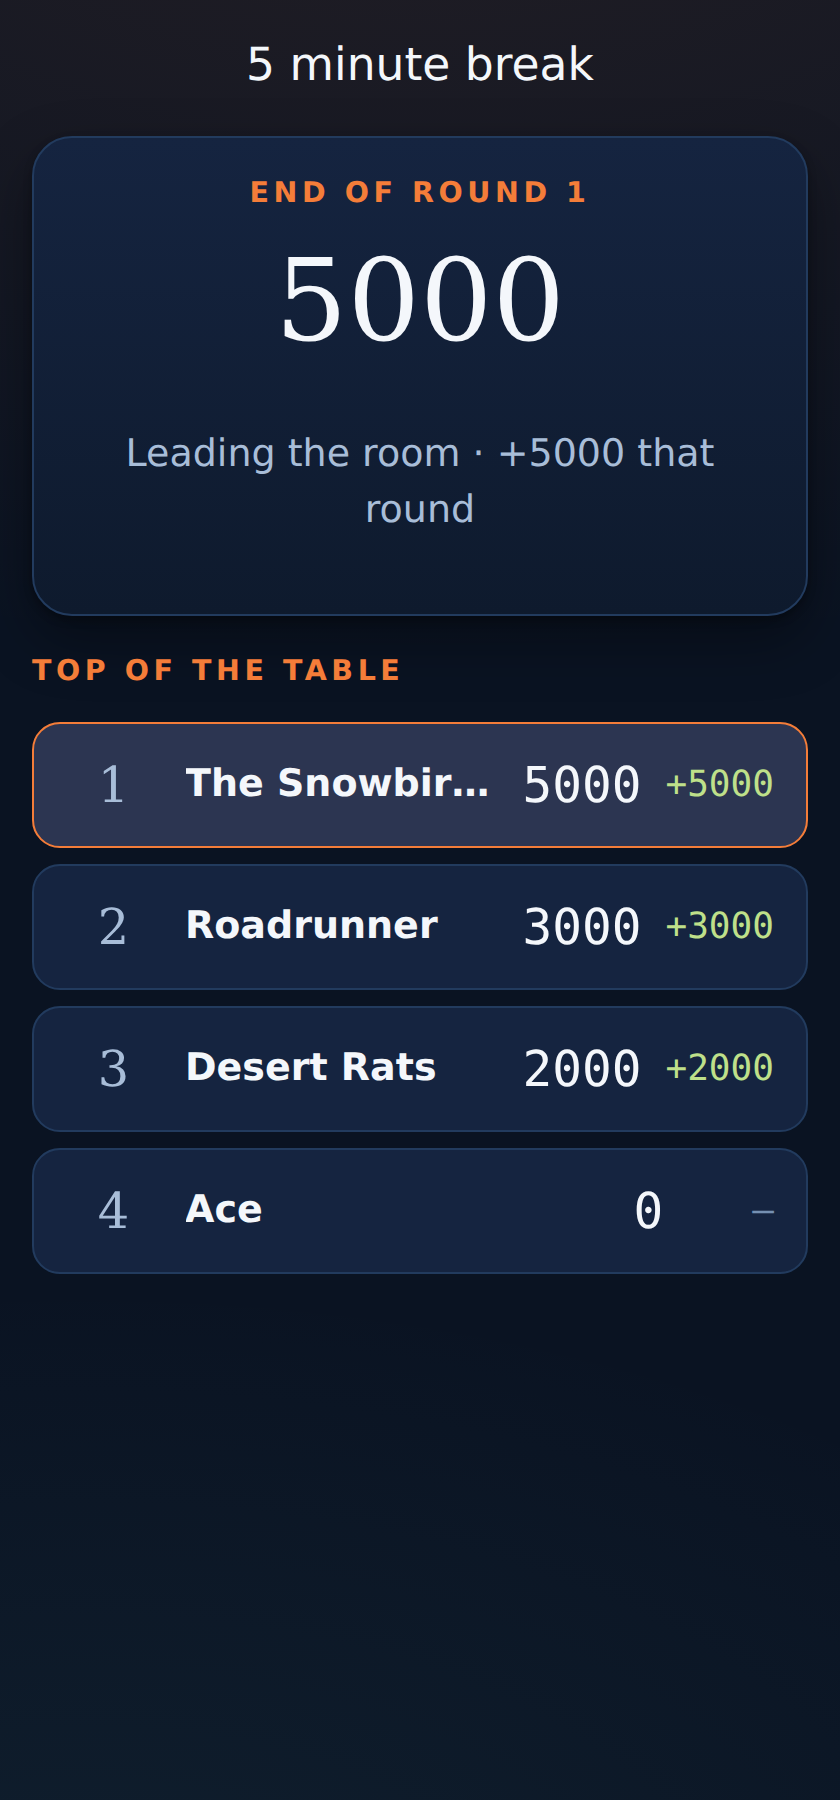 5 minute break
END OF ROUND 1
5000
Leading the room · +5000 that
round
TOP OF THE TABLE
1 The Snowbir… 5000 +5000
2 Roadrunner 3000 +3000
3 Desert Rats 2000 +2000
4 Ace 0 –